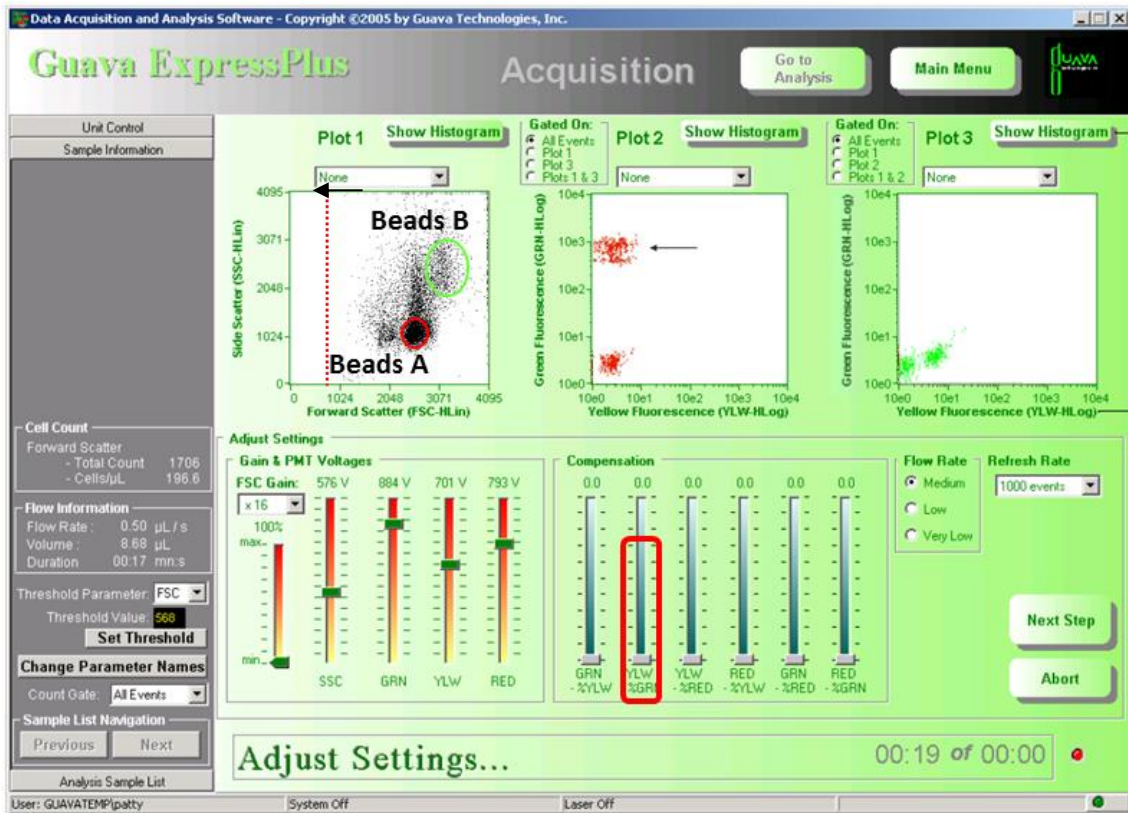 Data Acquisition and Analysis Software - Copyright ©2005 by Guava Technologies, Inc.
Guava ExpressPlus
Acquisition
Go to
Analysis
Main Menu
GUAVA
Unit Control
Sample Information
Plot 1
Show Histogram
None
4095
3071
2048
1024
0
Side Scatter (SSC-HLin)
Beads B
Beads A
0 1024 2048 3071 4095
Forward Scatter (FSC-HLin)
Gated On:
All Events
Plot 1
Plot 3
Plots 1 & 3
Plot 2
Show Histogram
None
10e4
10e3
10e2
10e1
10e0
Green Fluorescence (GRN-HLog)
10e0 10e1 10e2 10e3 10e4
Yellow Fluorescence (YLW-HLog)
Gated On:
All Events
Plot 1
Plot 2
Plots 1 & 2
Plot 3
Show Histogram
None
10e4
10e3
10e2
10e1
10e0
Green Fluorescence (GRN-HLog)
10e0 10e1 10e2 10e3 10e4
Yellow Fluorescence (YLW-HLog)
Cell Count
Forward Scatter
- Total Count 1706
- Cells/µL 196.6
Flow Information
Flow Rate : 0.50 µL / s
Volume : 8.68 µL
Duration 00:17 mn:s
Threshold Parameter: FSC
Threshold Value: 568
Set Threshold
Change Parameter Names
Count Gate: All Events
Sample List Navigation
Previous Next
Analysis Sample List
Adjust Settings
Gain & PMT Voltages
FSC Gain: 576 V 884 V 701 V 793 V
x 16
100%
max
min
SSC GRN YLW RED
Compensation
0.0 0.0 0.0 0.0 0.0 0.0
GRN YLW YLW RED GRN RED
- %YLW - %GRN - %RED - %YLW - %RED - %GRN
Flow Rate
Medium
Low
Very Low
Refresh Rate
1000 events
Next Step
Abort
Adjust Settings...
00:19 of 00:00
User: GUAVATEMP\patty System Off Laser Off